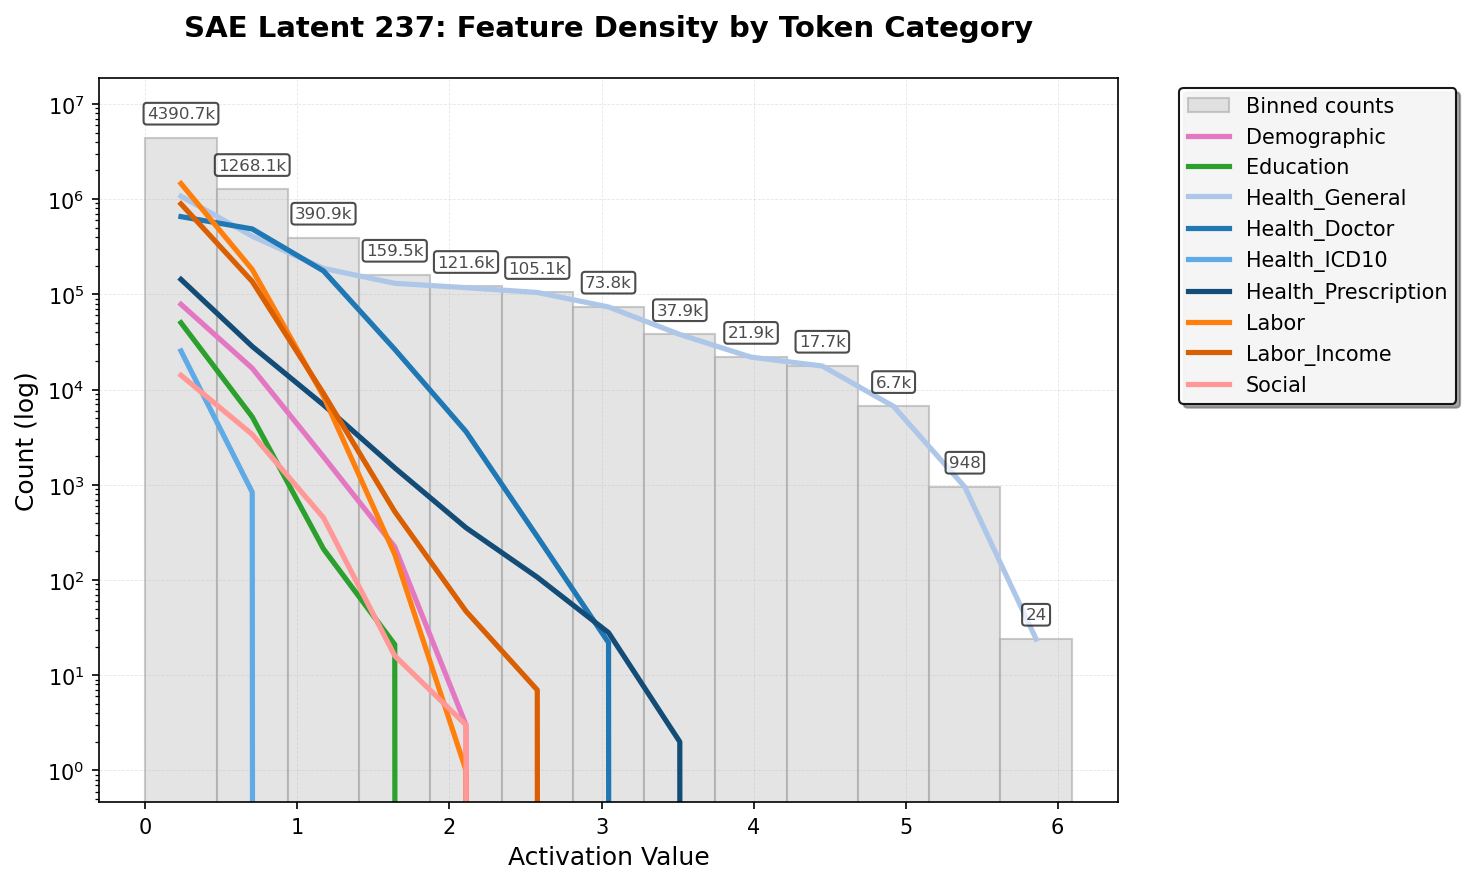 SAE Latent 237: Feature Density by Token Category
Count (log)
10⁷
10⁶
10⁵
10⁴
10³
10²
10¹
10⁰
4390.7k
1268.1k
390.9k
159.5k
121.6k
105.1k
73.8k
37.9k
21.9k
17.7k
6.7k
948
24
0 1 2 3 4 5 6
Activation Value
Binned counts
Demographic
Education
Health_General
Health_Doctor
Health_ICD10
Health_Prescription
Labor
Labor_Income
Social